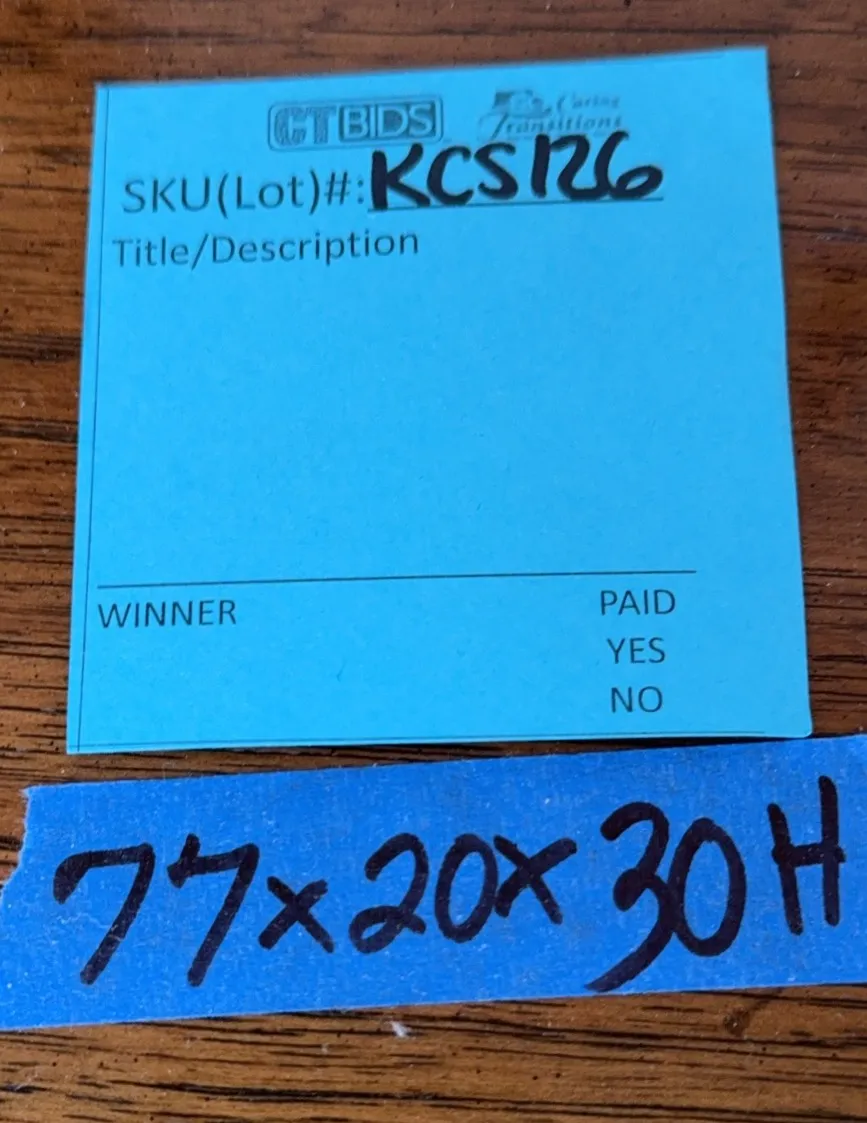 CTBIDS Caring
Transitions
SKU(Lot)#: KCS126
Title/Description
WINNER PAID
YES
NO
77x20x30H